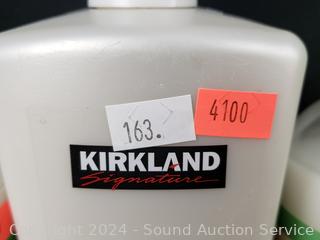 4100
163.
KIRKLAND
Signature
Copyright © 2024 - Sound Auction Service